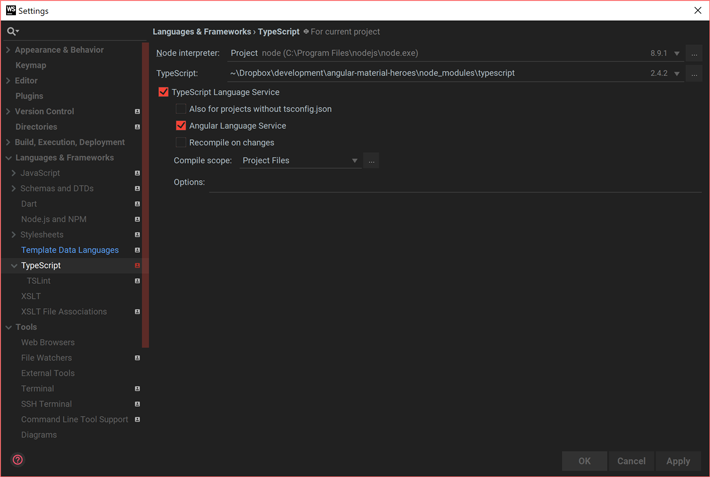 WS
Settings
Languages & Frameworks › TypeScript For current project
Appearance & Behavior
Keymap
Editor
Plugins
Version Control
Directories
Build, Execution, Deployment
Languages & Frameworks
JavaScript
Schemas and DTDs
Dart
Node.js and NPM
Stylesheets
Template Data Languages
TypeScript
TSLint
XSLT
XSLT File Associations
Tools
Web Browsers
File Watchers
External Tools
Terminal
SSH Terminal
Command Line Tool Support
Diagrams
Node interpreter: Project node (C:\Program Files\nodejs\node.exe) 8.9.1 ...
TypeScript: ~\Dropbox\development\angular-material-heroes\node_modules\typescript 2.4.2 ...
TypeScript Language Service
Also for projects without tsconfig.json
Angular Language Service
Recompile on changes
Compile scope: Project Files ...
Options:
?
OK Cancel Apply